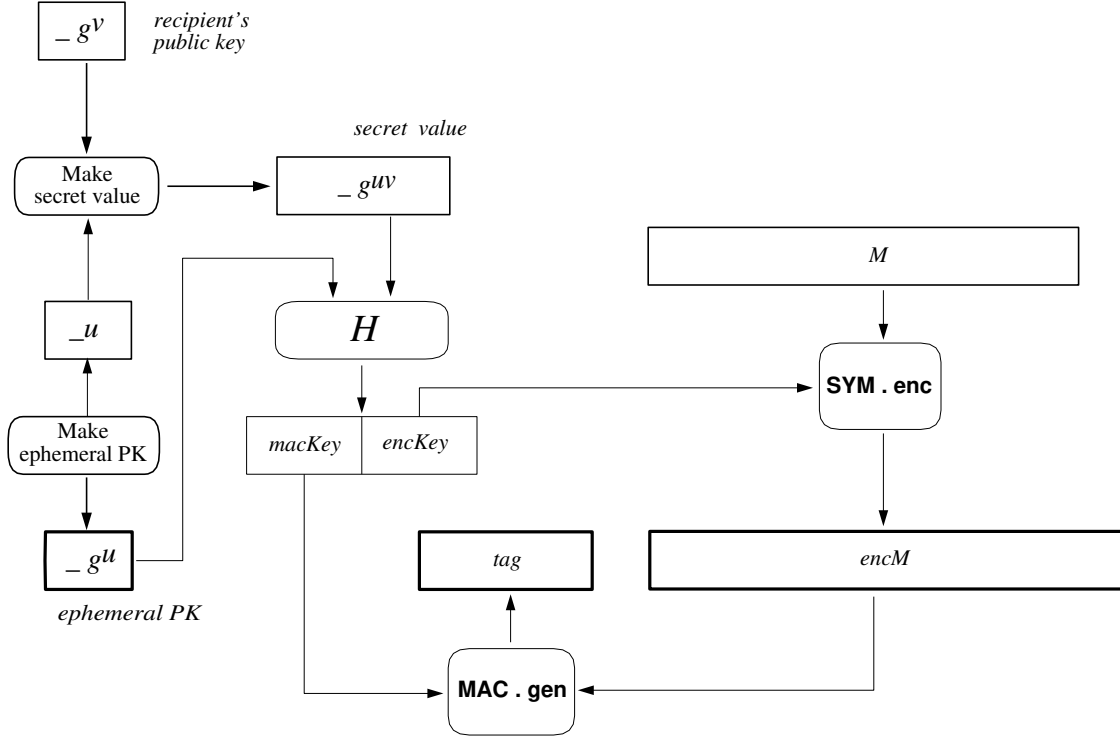 _ g^v
recipient's
public key
secret value
Make
secret value
_ g^uv
M
_u
H
SYM . enc
Make
ephemeral PK
macKey
encKey
_ g^u
tag
encM
ephemeral PK
MAC . gen